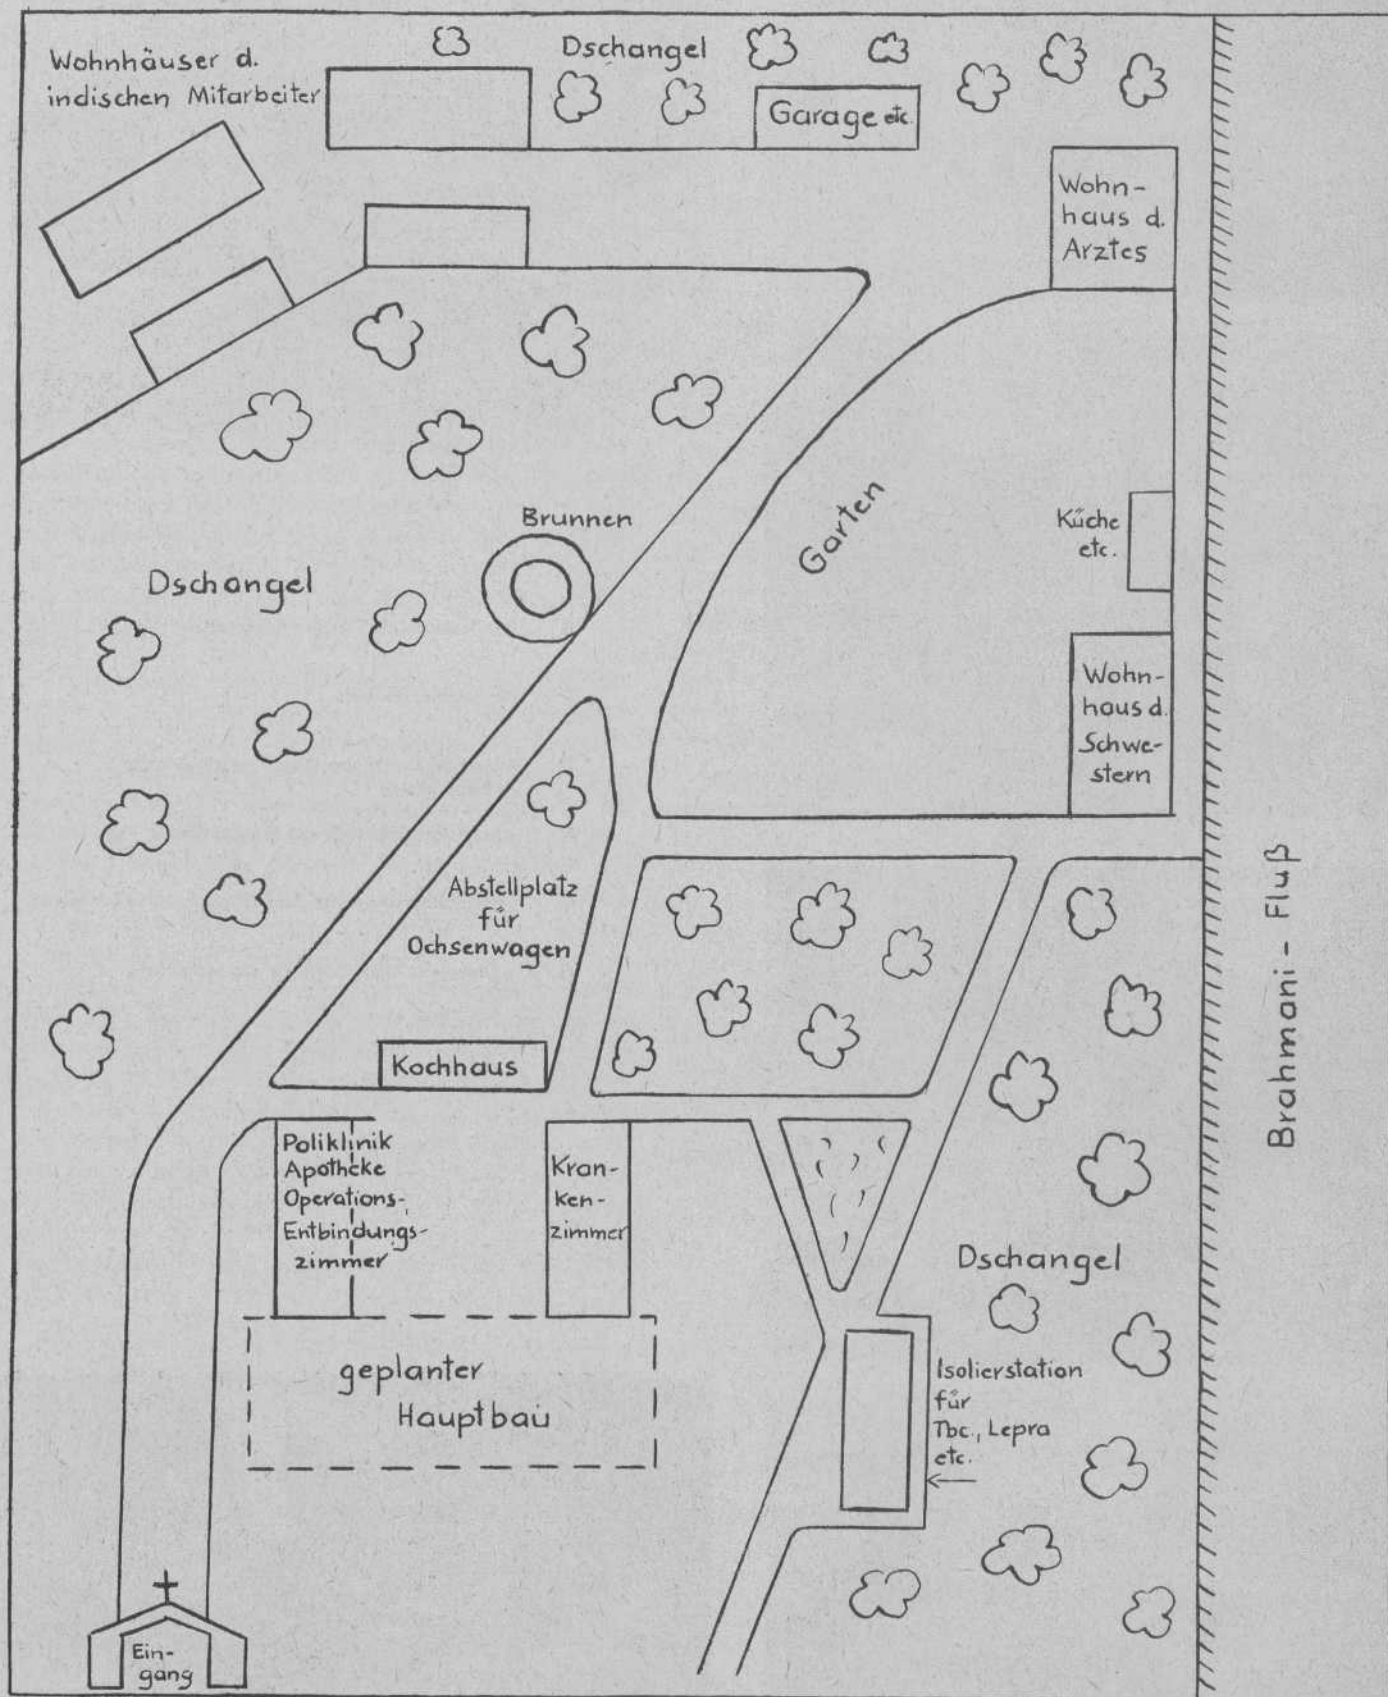 Wohnhäuser d.
indischen Mitarbeiter
Dschangel
Garage etc.
Wohn-
haus d.
Arztes
Brunnen
Garten
Küche
etc.
Dschangel
Wohn-
haus d.
Schwe-
stern
Abstellplatz
für
Ochsenwagen
Kochhaus
Brahmani - Fluß
Poliklinik
Apotheke
Operations-
Entbindungs-
zimmer
Kran-
ken-
zimmer
Dschangel
geplanter
Hauptbau
Isolierstation
für
Tbc., Lepra
etc.
Ein-
gang